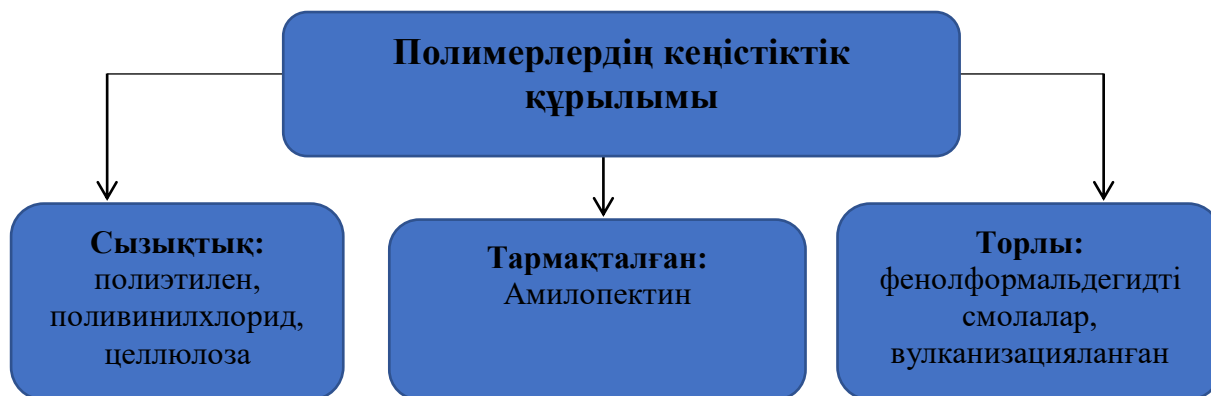 Полимерлердің кеңістіктік
құрылымы
Сызықтық:
полиэтилен,
поливинилхлорид,
целлюлоза
Тармақталған:
Амилопектин
Торлы:
фенолформальдегидті
смолалар,
вулканизацияланған